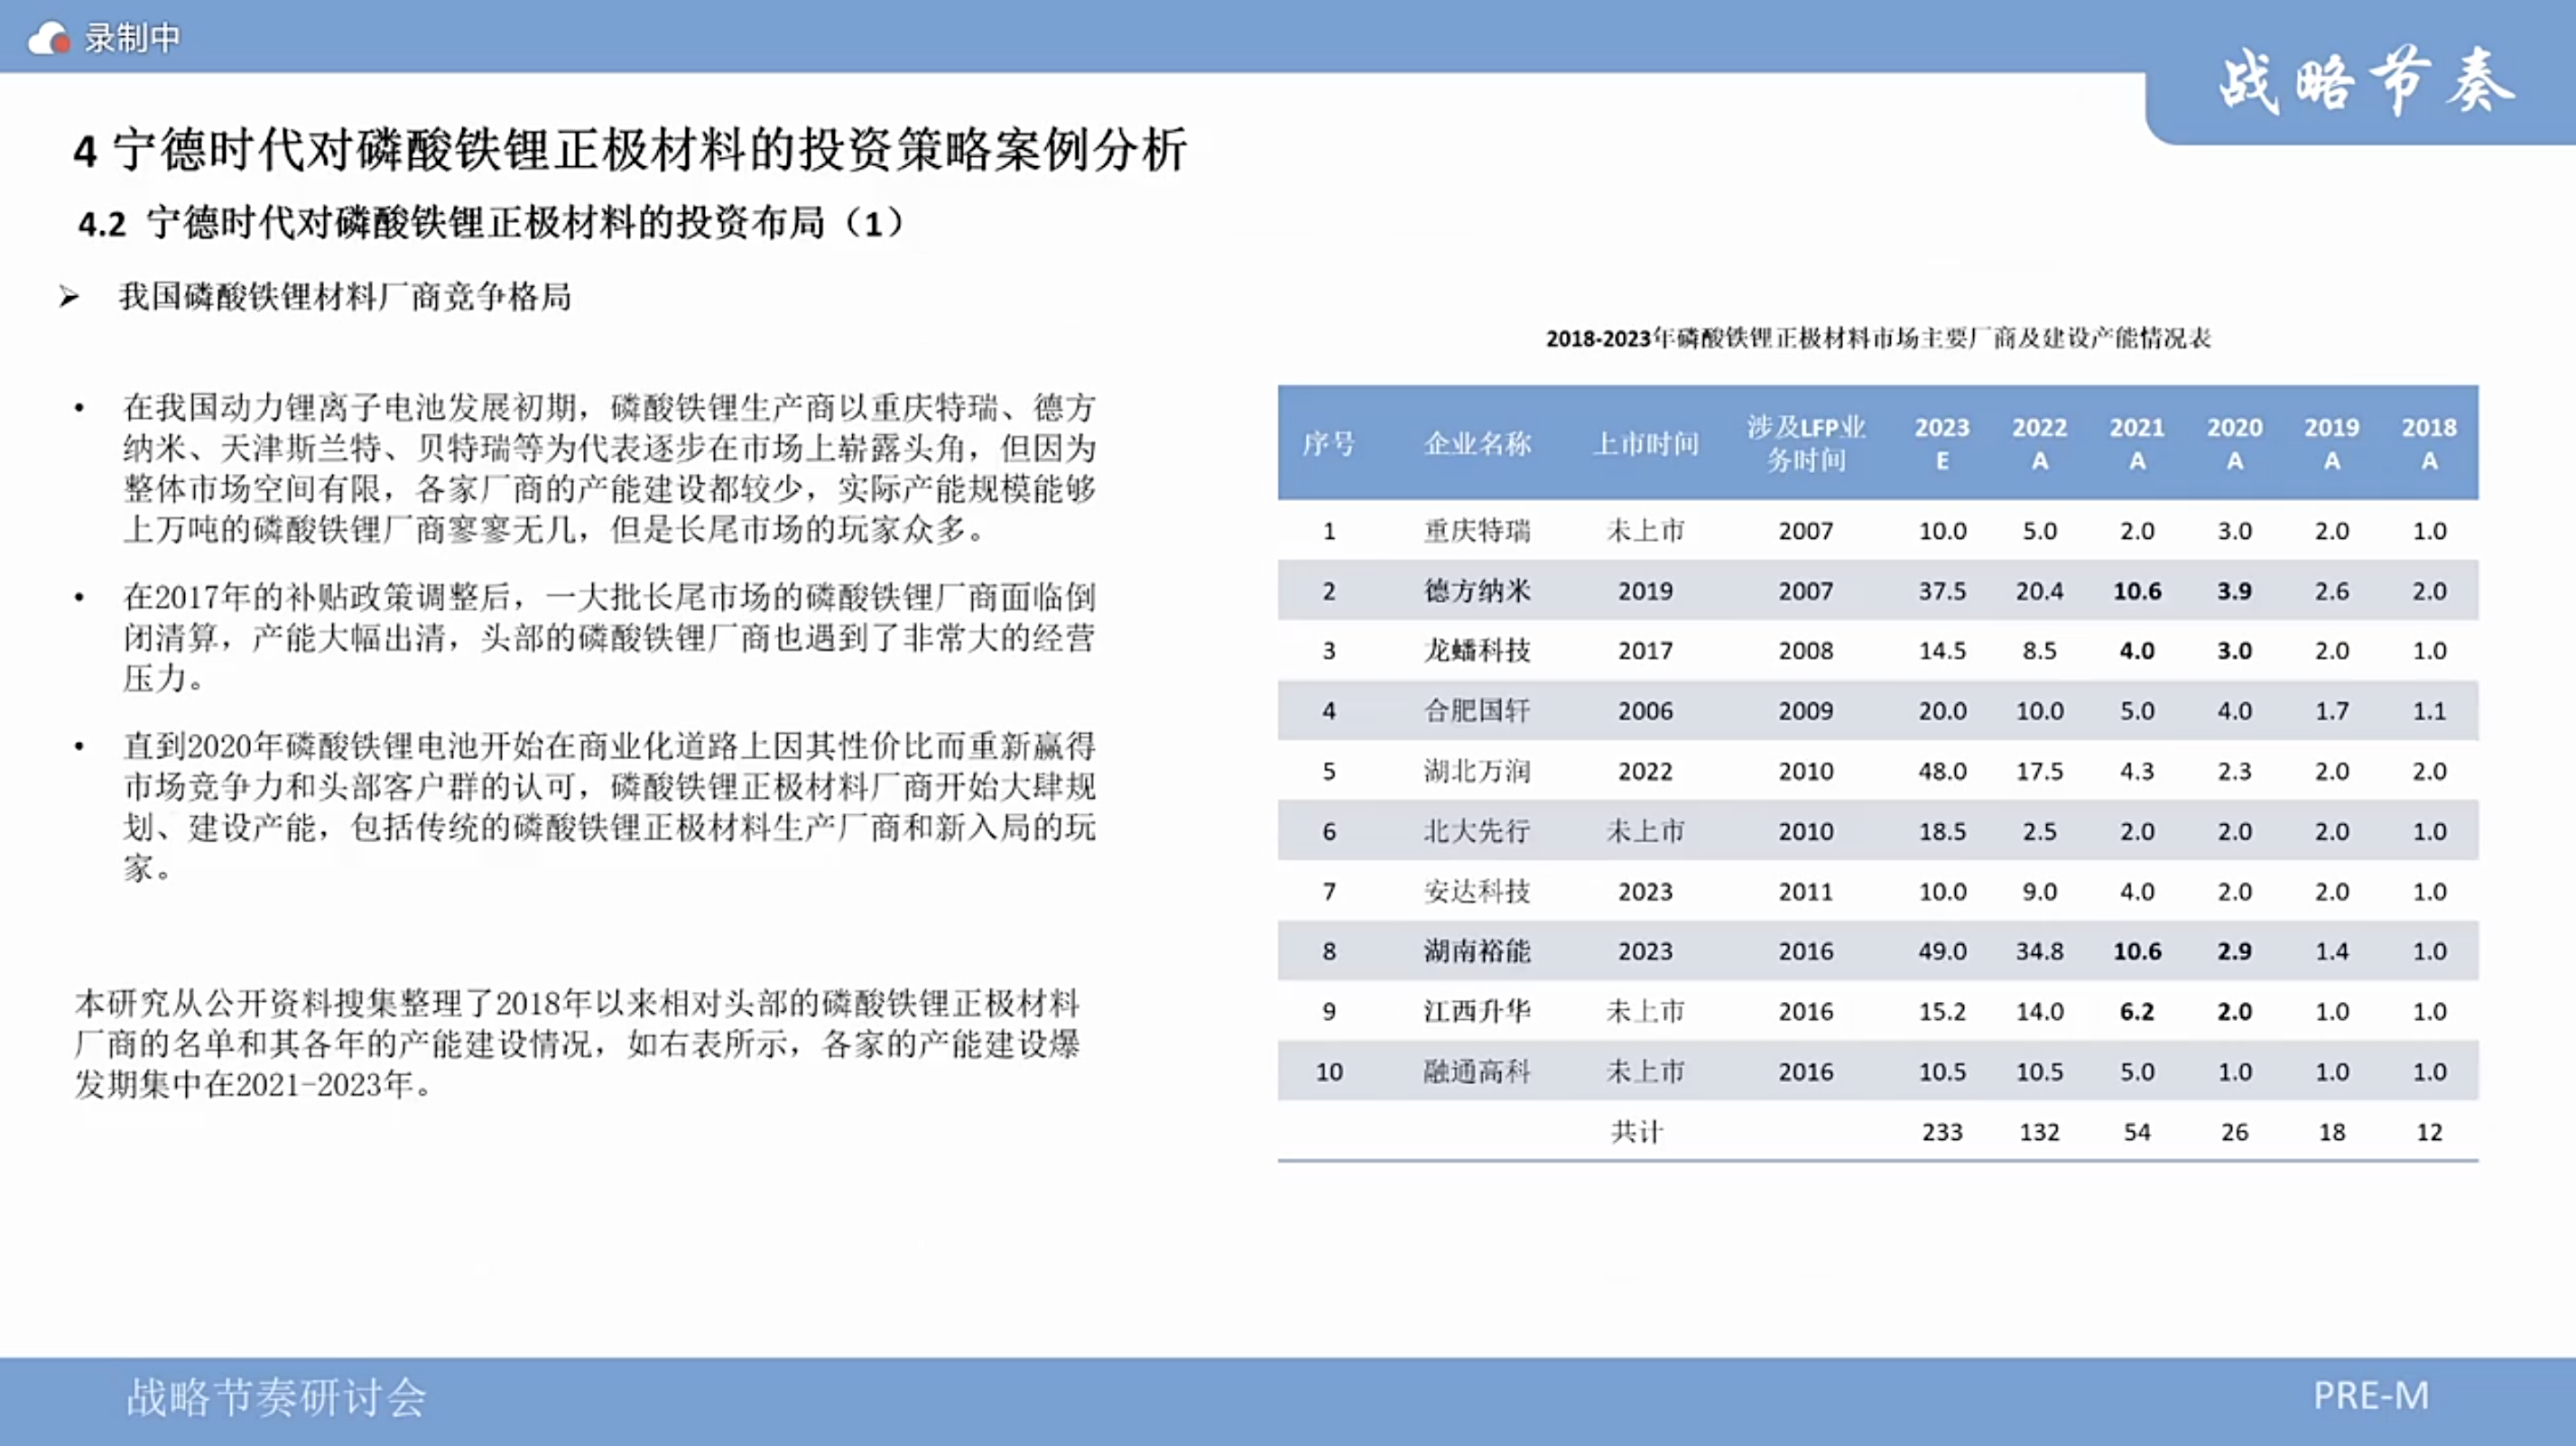 录制中
战略节奏
4 宁德时代对磷酸铁锂正极材料的投资策略案例分析
4.2 宁德时代对磷酸铁锂正极材料的投资布局（1）
➢ 我国磷酸铁锂材料厂商竞争格局
• 在我国动力锂离子电池发展初期，磷酸铁锂生产商以重庆特瑞、德方
纳米、天津斯兰特、贝特瑞等为代表逐步在市场上崭露头角，但因为
整体市场空间有限，各家厂商的产能建设都较少，实际产能规模能够
上万吨的磷酸铁锂厂商寥寥无几，但是长尾市场的玩家众多。
• 在2017年的补贴政策调整后，一大批长尾市场的磷酸铁锂厂商面临倒
闭清算，产能大幅出清，头部的磷酸铁锂厂商也遇到了非常大的经营
压力。
• 直到2020年磷酸铁锂电池开始在商业化道路上因其性价比而重新赢得
市场竞争力和头部客户群的认可，磷酸铁锂正极材料厂商开始大肆规
划、建设产能，包括传统的磷酸铁锂正极材料生产厂商和新入局的玩
家。
本研究从公开资料搜集整理了2018年以来相对头部的磷酸铁锂正极材料
厂商的名单和其各年的产能建设情况，如右表所示，各家的产能建设爆
发期集中在2021-2023年。
2018-2023年磷酸铁锂正极材料市场主要厂商及建设产能情况表
序号 企业名称 上市时间 涉及LFP业 2023 2022 2021 2020 2019 2018
务时间 E A A A A A
1 重庆特瑞 未上市 2007 10.0 5.0 2.0 3.0 2.0 1.0
2 德方纳米 2019 2007 37.5 20.4 10.6 3.9 2.6 2.0
3 龙蟠科技 2017 2008 14.5 8.5 4.0 3.0 2.0 1.0
4 合肥国轩 2006 2009 20.0 10.0 5.0 4.0 1.7 1.1
5 湖北万润 2022 2010 48.0 17.5 4.3 2.3 2.0 2.0
6 北大先行 未上市 2010 18.5 2.5 2.0 2.0 2.0 1.0
7 安达科技 2023 2011 10.0 9.0 4.0 2.0 2.0 1.0
8 湖南裕能 2023 2016 49.0 34.8 10.6 2.9 1.4 1.0
9 江西升华 未上市 2016 15.2 14.0 6.2 2.0 1.0 1.0
10 融通高科 未上市 2016 10.5 10.5 5.0 1.0 1.0 1.0
共计 233 132 54 26 18 12
战略节奏研讨会
PRE-M